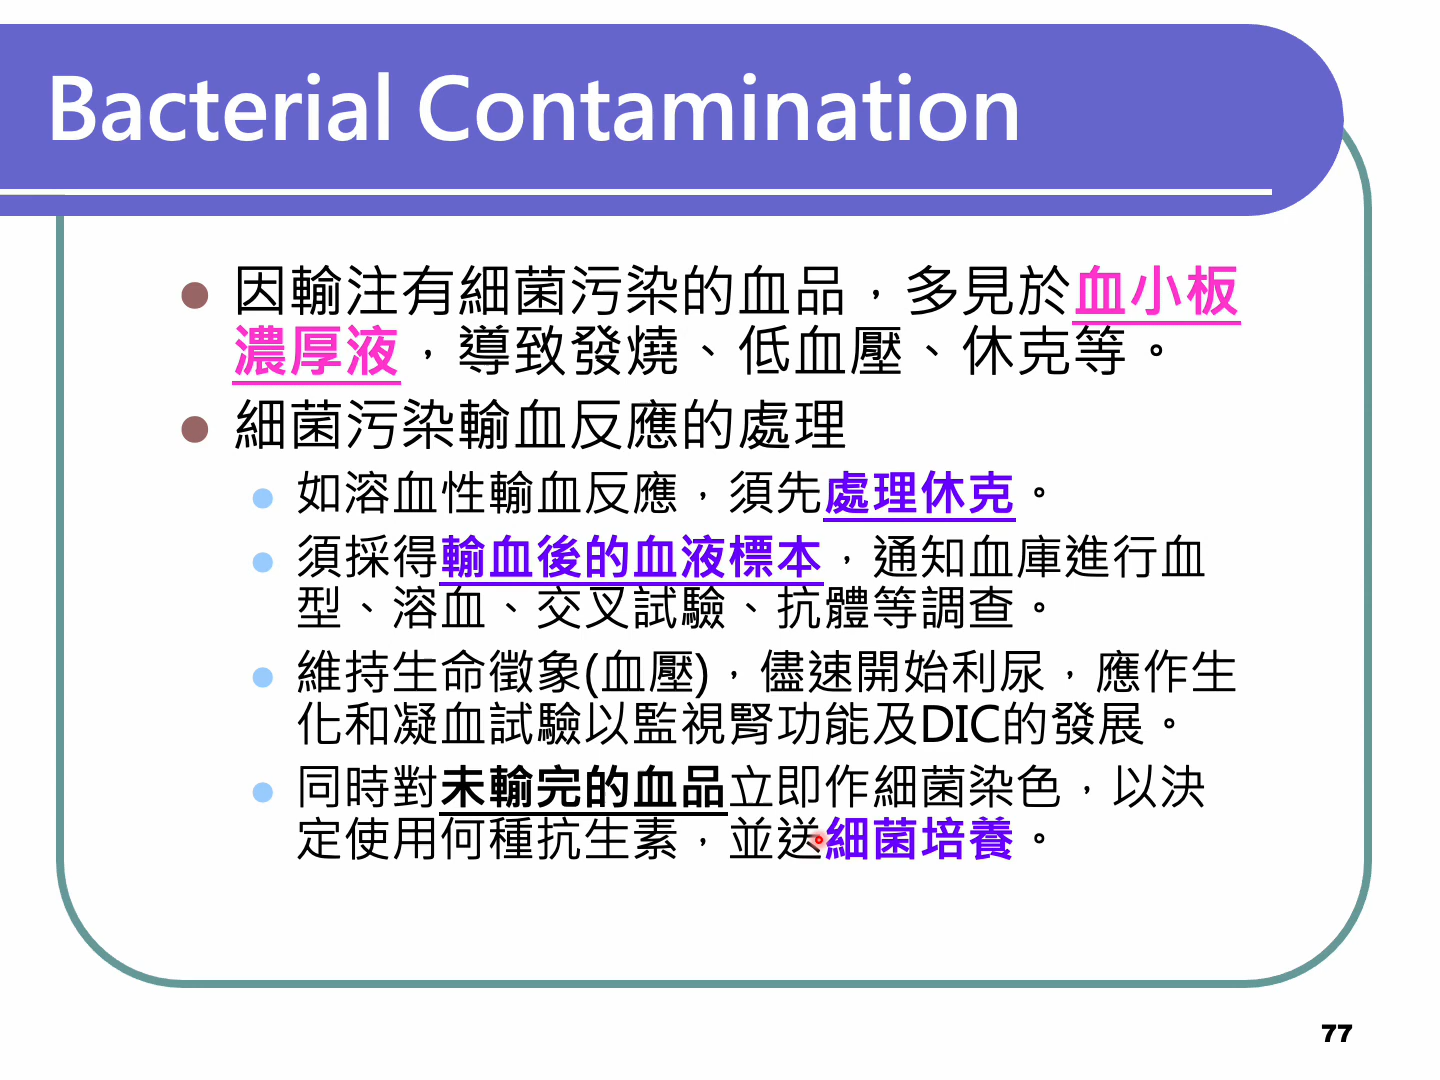 Bacterial Contamination
因輸注有細菌污染的血品，多見於血小板
濃厚液，導致發燒、低血壓、休克等。
細菌污染輸血反應的處理
如溶血性輸血反應，須先處理休克。
須採得輸血後的血液標本，通知血庫進行血
型、溶血、交叉試驗、抗體等調查。
維持生命徵象(血壓)，儘速開始利尿，應作生
化和凝血試驗以監視腎功能及DIC的發展。
同時對未輸完的血品立即作細菌染色，以決
定使用何種抗生素，並送細菌培養。
77